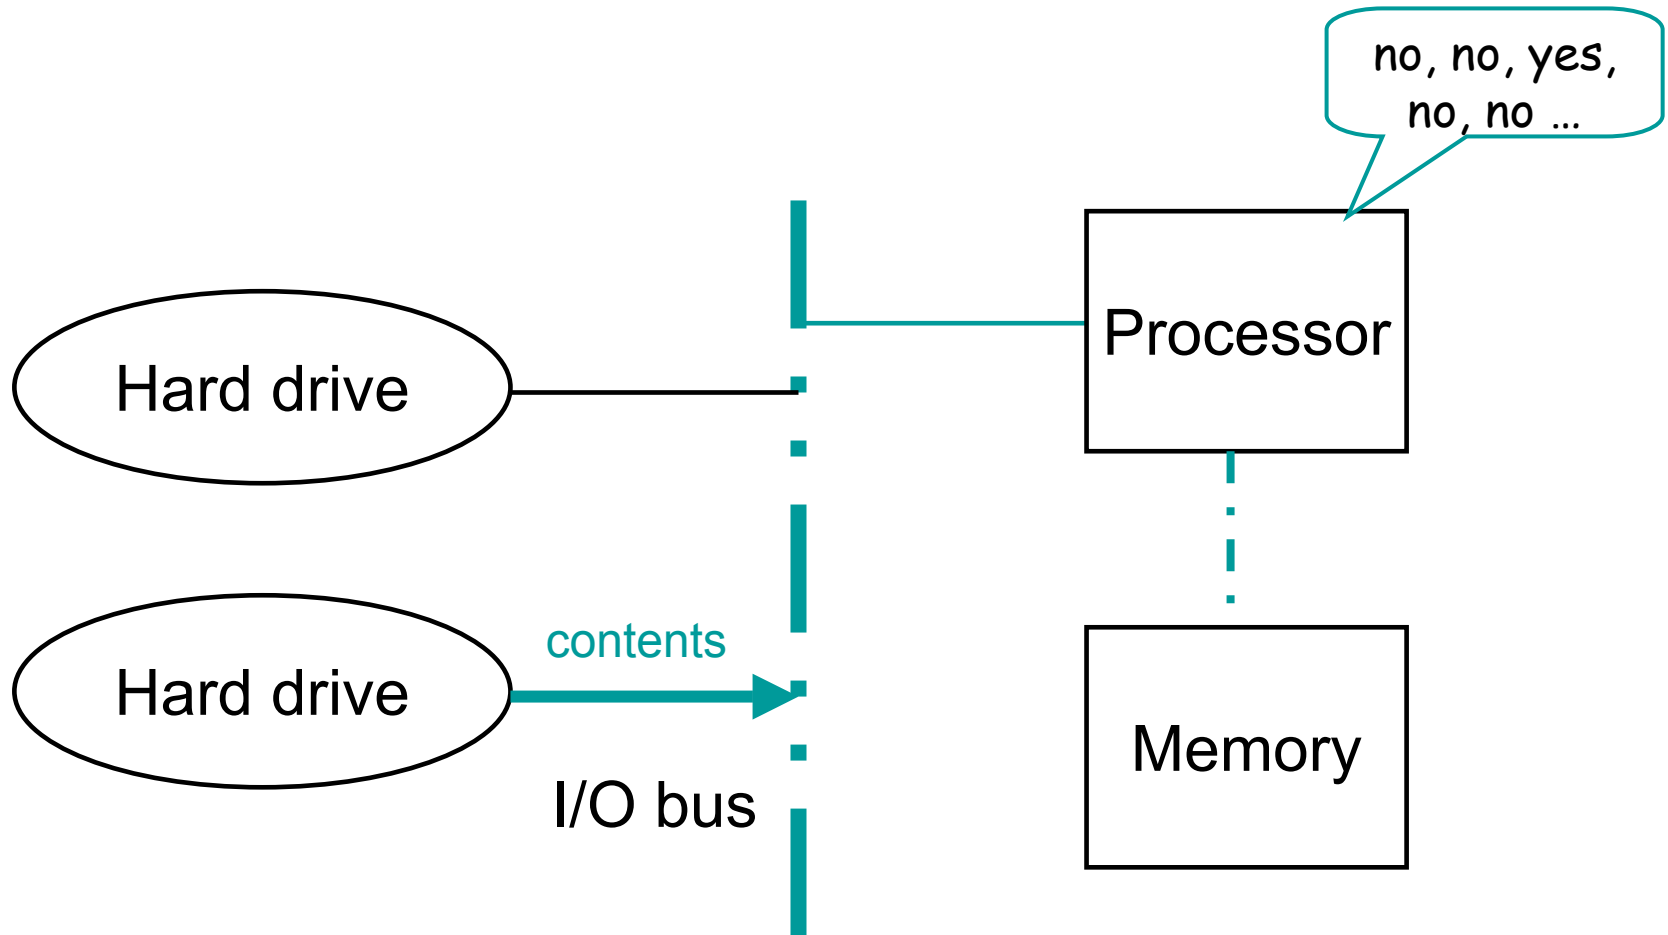 no, no, yes,
no, no ...
Processor
Hard drive
contents
Hard drive
Memory
I/O bus